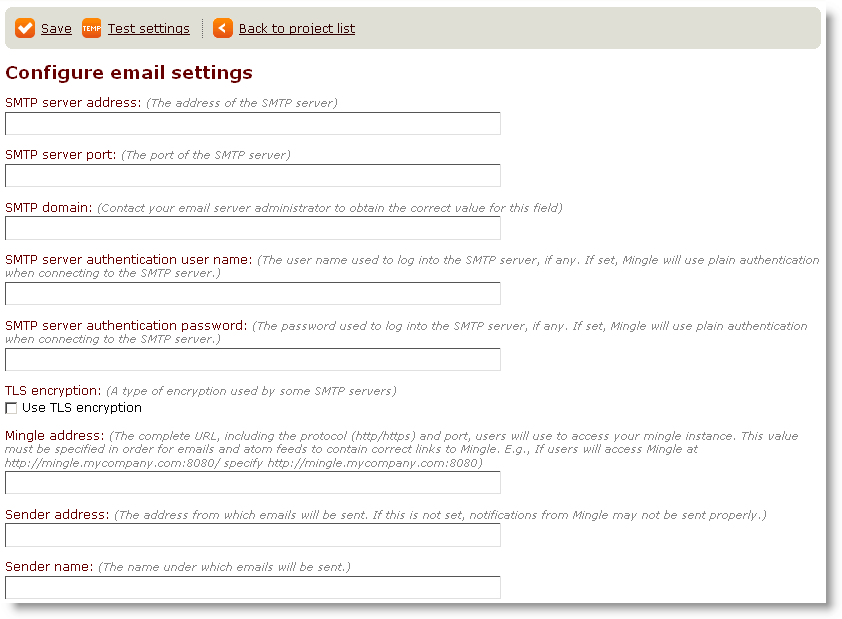 Save TEMP Test settings Back to project list
Configure email settings
SMTP server address: (The address of the SMTP server)
SMTP server port: (The port of the SMTP server)
SMTP domain: (Contact your email server administrator to obtain the correct value for this field)
SMTP server authentication user name: (The user name used to log into the SMTP server, if any. If set, Mingle will use plain authentication
when connecting to the SMTP server.)
SMTP server authentication password: (The password used to log into the SMTP server, if any. If set, Mingle will use plain authentication
when connecting to the SMTP server.)
TLS encryption: (A type of encryption used by some SMTP servers)
Use TLS encryption
Mingle address: (The complete URL, including the protocol (http/https) and port, users will use to access your mingle instance. This value
must be specified in order for emails and atom feeds to contain correct links to Mingle. E.g., If users will access Mingle at
http://mingle.mycompany.com:8080/ specify http://mingle.mycompany.com:8080)
Sender address: (The address from which emails will be sent. If this is not set, notifications from Mingle may not be sent properly.)
Sender name: (The name under which emails will be sent.)